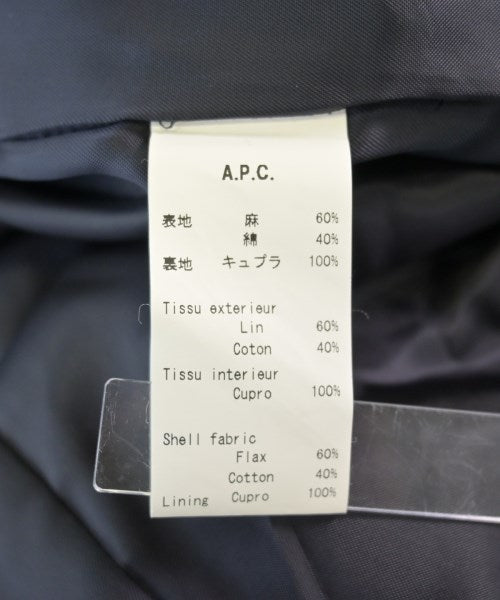 A.P.C.
表地 麻 60%
綿 40%
裏地 キュプラ 100%
Tissu exterieur
Lin 60%
Coton 40%
Tissu interieur
Cupro 100%
Shell fabric
Flax 60%
Cotton 40%
Lining Cupro 100%